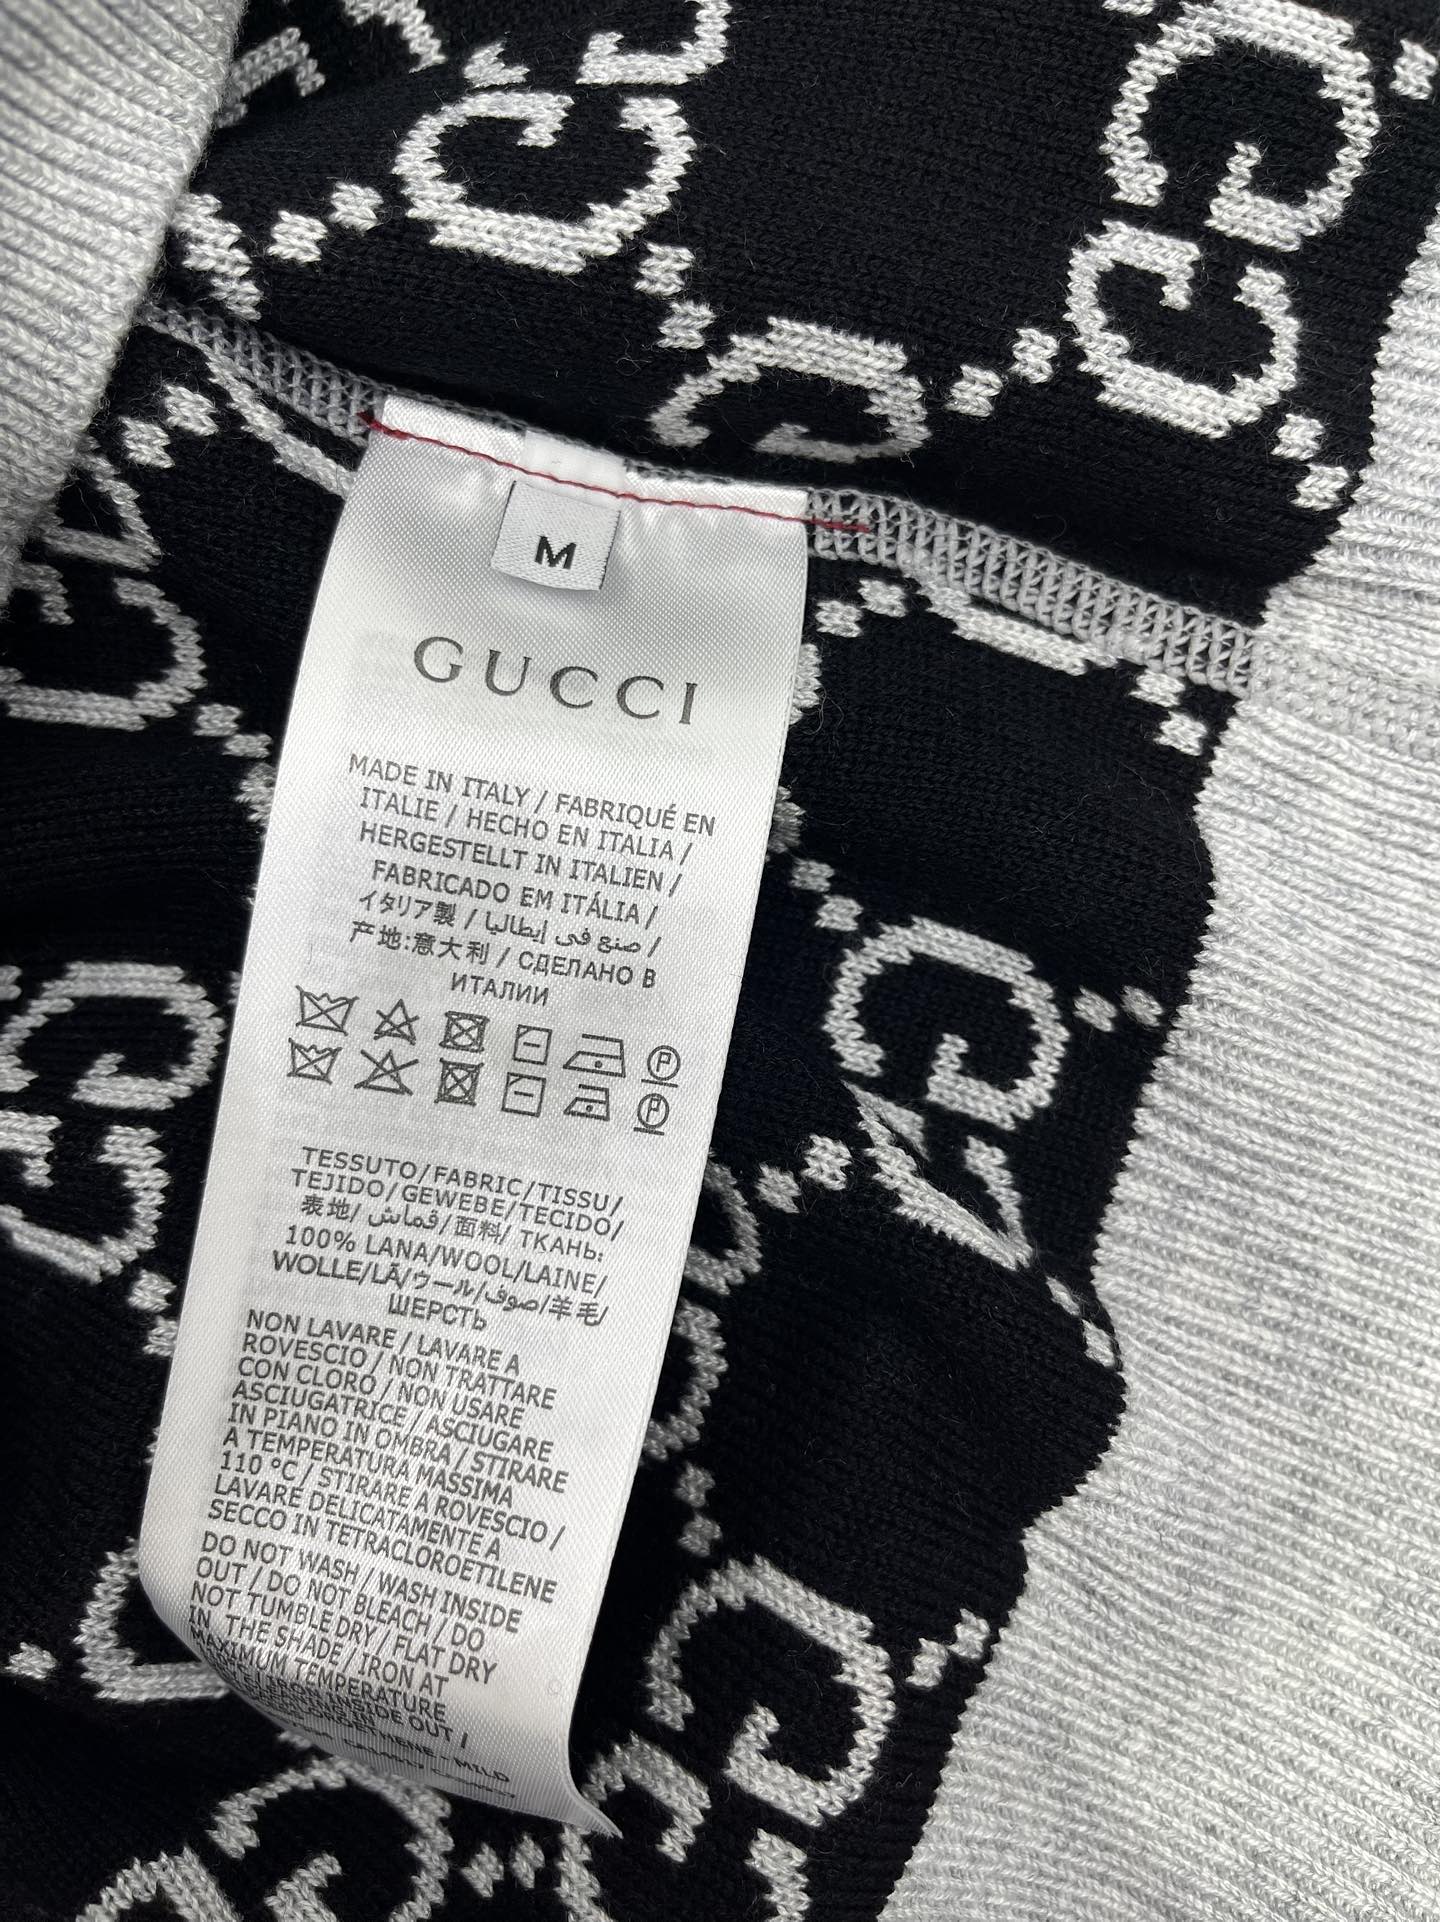 M
GUCCI
MADE IN ITALY / FABRIQUÉ EN
ITALIE / HECHO EN ITALIA /
HERGESTELLT IN ITALIEN /
FABRICADO EM ITÁLIA /
イタリア製 / صنع في إيطاليا /
产地:意大利 / СДЕЛАНО В
ИТАЛИИ
P
P
TESSUTO/FABRIC/TISSU/
TEJIDO/GEWEBE/TECIDO/
表地/قماش/面料/ ТКАНЬ:
100% LANA/WOOL/LAINE/
WOLLE/LÃ/ウール/صوف/羊毛/
ШЕРСТЬ
NON LAVARE / LAVARE A
ROVESCIO / NON TRATTARE
CON CLORO / NON USARE
ASCIUGATRICE / ASCIUGARE
IN PIANO IN OMBRA / STIRARE
A TEMPERATURA MASSIMA
110 °C / STIRARE A ROVESCIO /
LAVARE DELICATAMENTE A
SECCO IN TETRACLOROETILENE
DO NOT WASH / WASH INSIDE
OUT / DO NOT BLEACH / DO
NOT TUMBLE DRY / FLAT DRY
IN THE SHADE / IRON AT
MAXIMUM TEMPERATURE
IRON INSIDE OUT /
- MILD